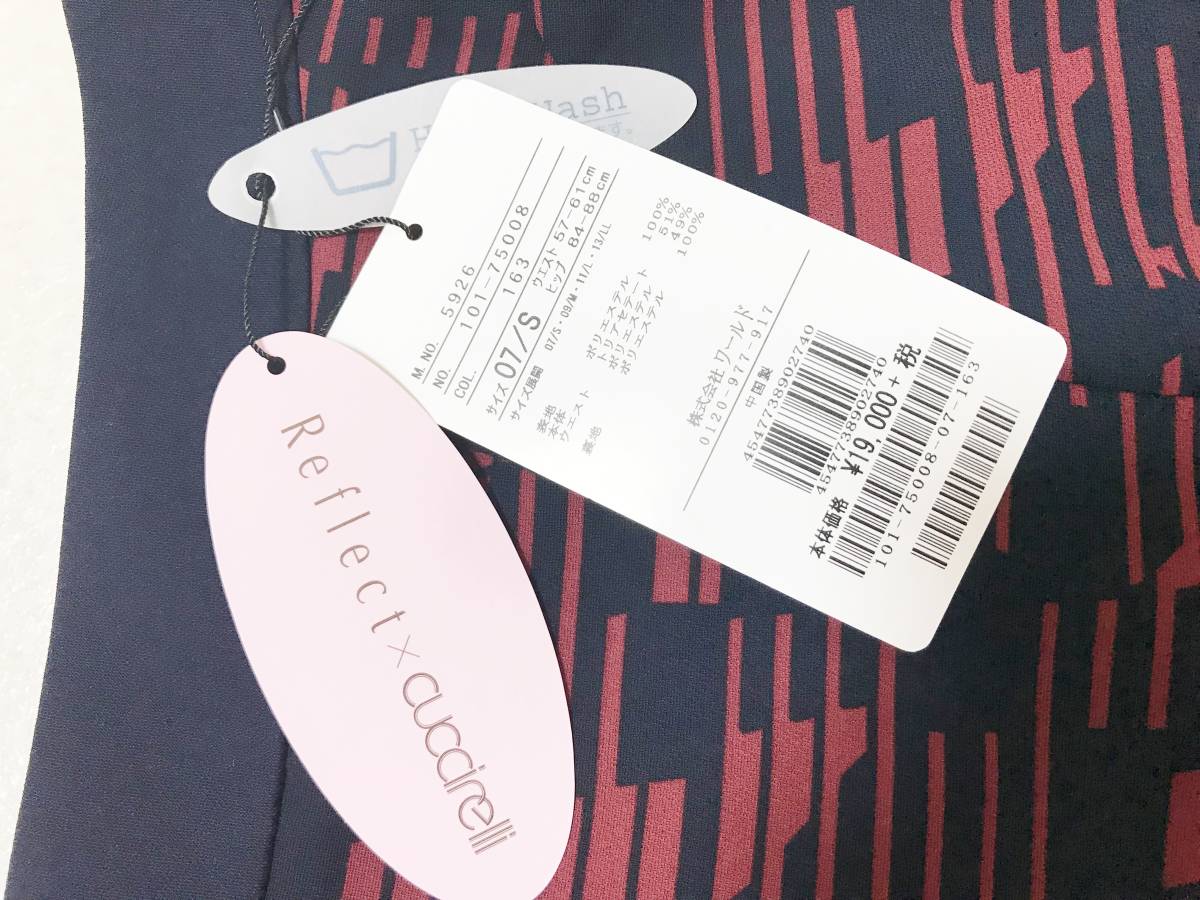 Hash
す。
M. NO. 5926
NO. 101-75008
COL. 163
サイズ 07/S ウエスト 57-61cm
ヒップ 84-88cm
サイズ展開 07/S・09/M・11/L・13/LL
表地
本体 ポリエステル 100%
トリアセテート 51%
ウエスト ポリエステル 49%
裏地 ポリエステル 100%
株式会社 ワールド
0120-977-917
中国製
4547738902740
4547738902740
本体価格 ¥19,000+税
101-75008-07-163
Reflect×cuccirelli